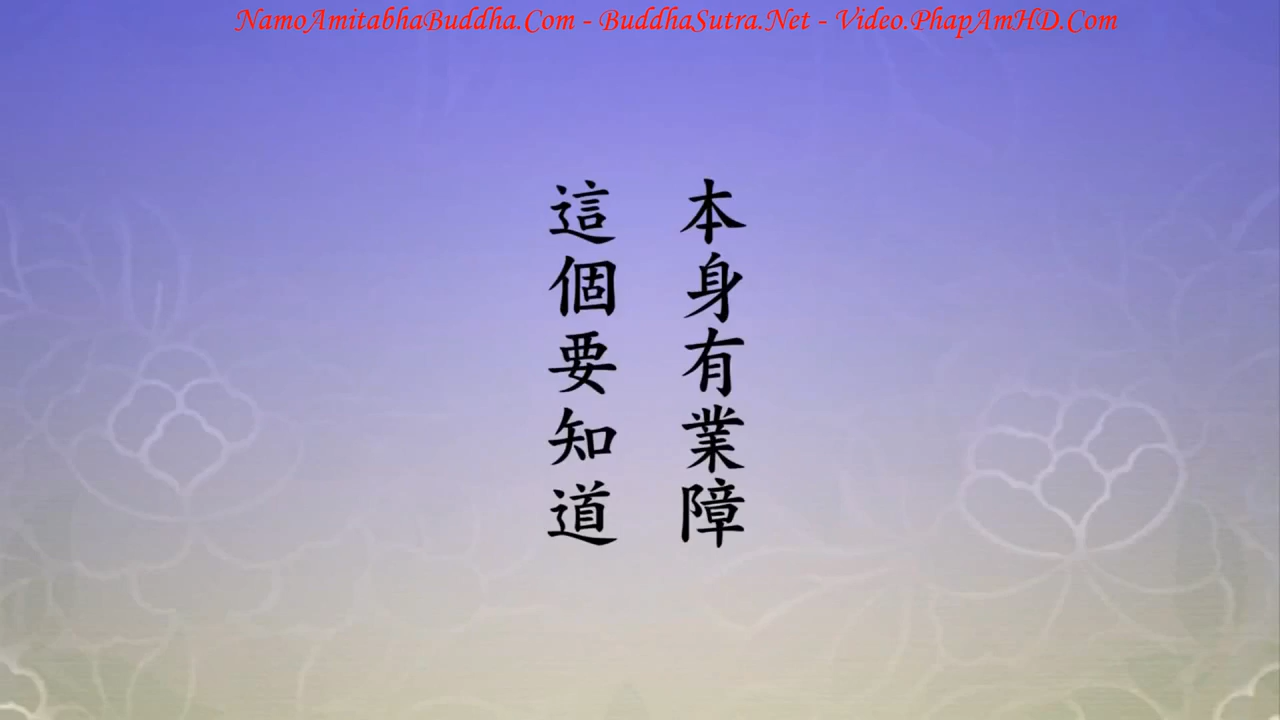 NamoAmitabhaBuddha.Com - BuddhaSutra.Net - Video.PhapAmHD.Com
本身有業障
這個要知道